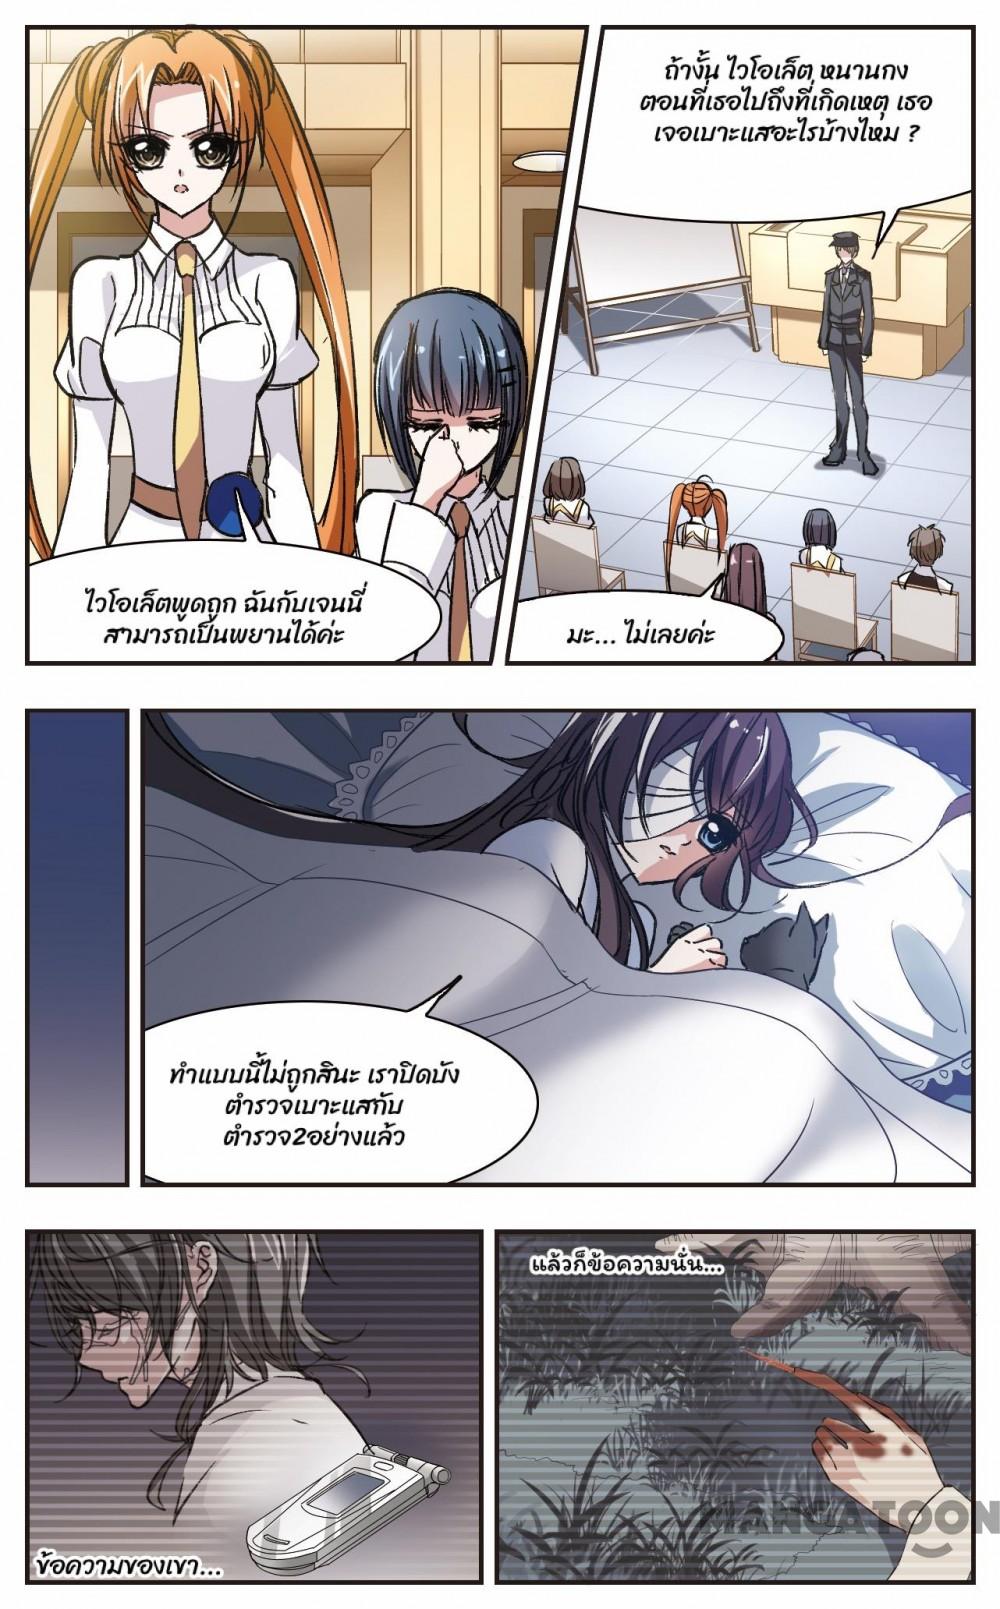 ไวโอเล็ตพูดถูก ฉันกับเจนนี่
สามารถเป็นพยานได้ค่ะ
ถ้างั้น ไวโอเล็ต หนานกง
ตอนที่เธอไปถึงที่เกิดเหตุ เธอ
เจอเบาะแสอะไรบ้างไหม ?
มะ... ไม่เลยค่ะ
ทำแบบนี้ไม่ถูกสินะ เราปิดบัง
ตำรวจเบาะแสกับ
ตำรวจ2อย่างแล้ว
ข้อความของเขา...
แล้วก็ข้อความนั่น...
MANGATOON